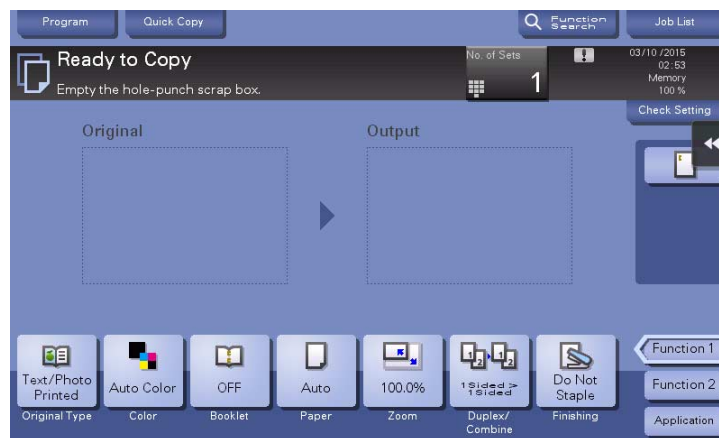 Program
Quick Copy
Function
Search
Job List
Ready to Copy
Empty the hole-punch scrap box.
No. of Sets
1
03/10 /2015
02:53
Memory
100 %
Check Setting
Original
Output
Text/Photo
Printed
Auto Color
OFF
Auto
100.0%
1Sided >
1Sided
Do Not
Staple
Original Type
Color
Booklet
Paper
Zoom
Duplex/
Combine
Finishing
Function 1
Function 2
Application